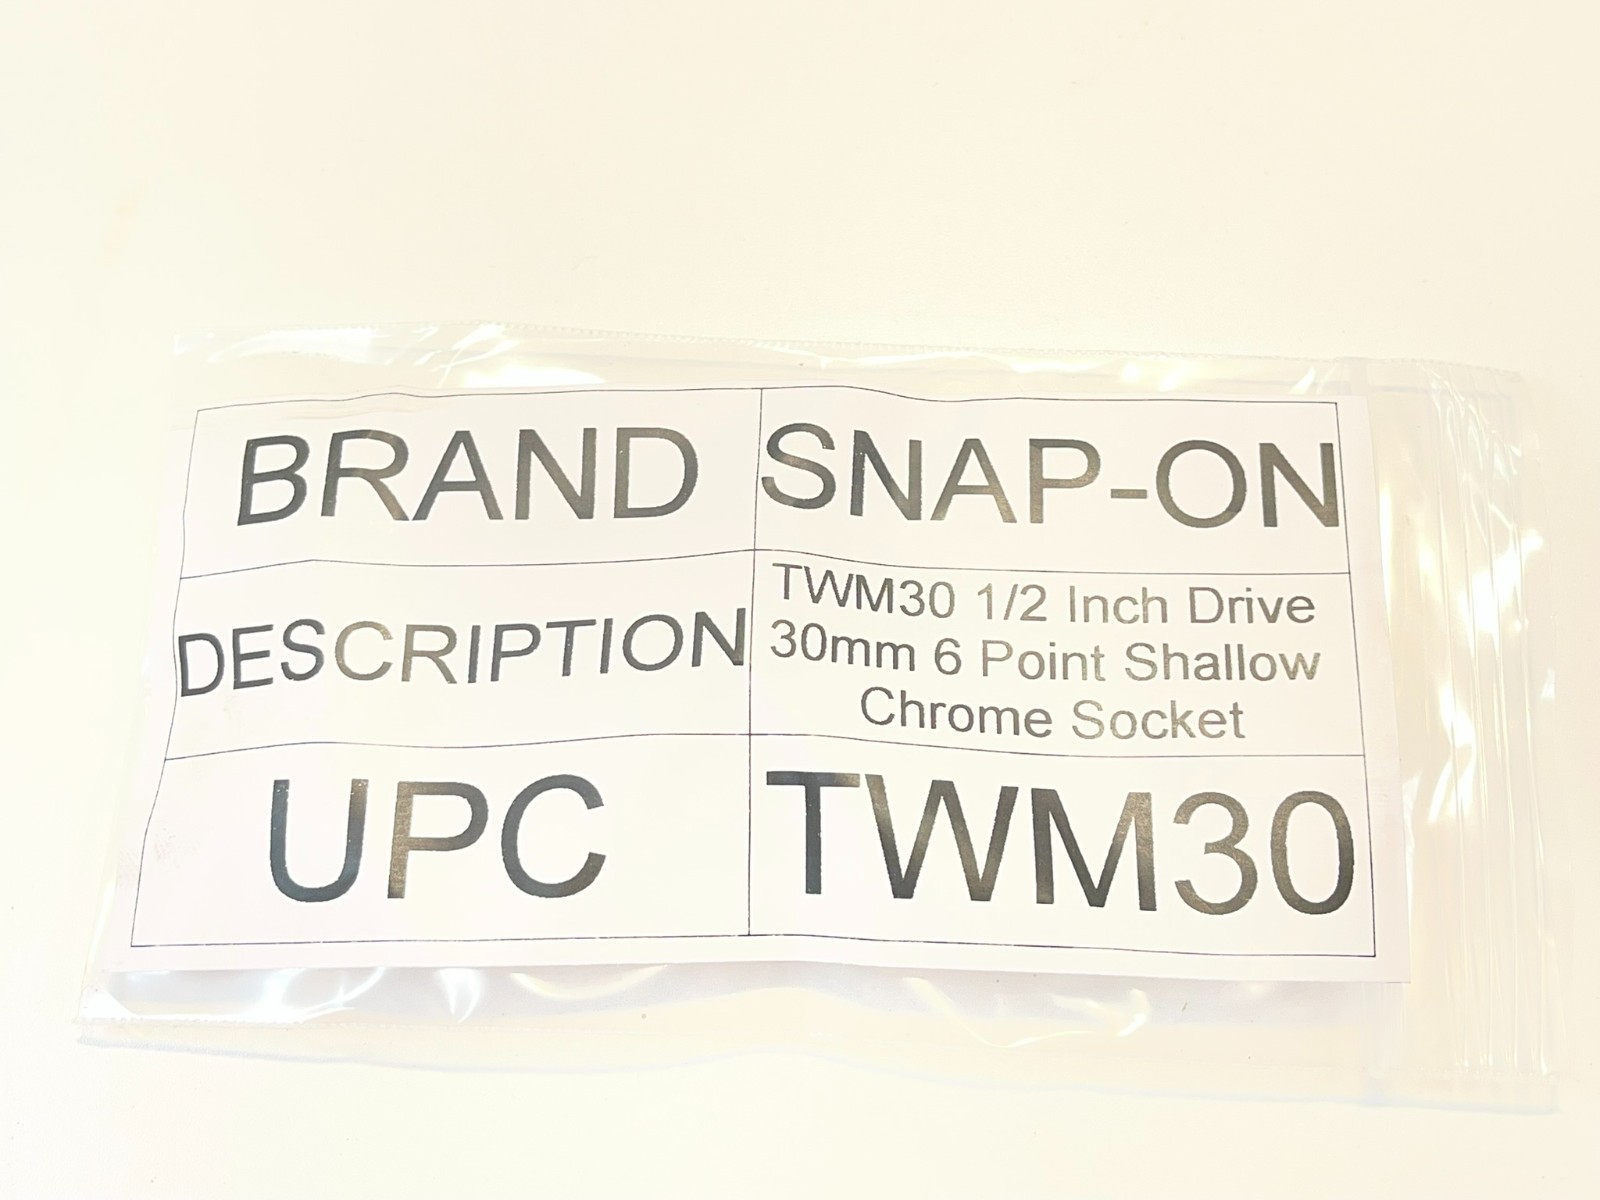 BRAND SNAP-ON
DESCRIPTION
TWM30 1/2 Inch Drive
30mm 6 Point Shallow
Chrome Socket
UPC TWM30